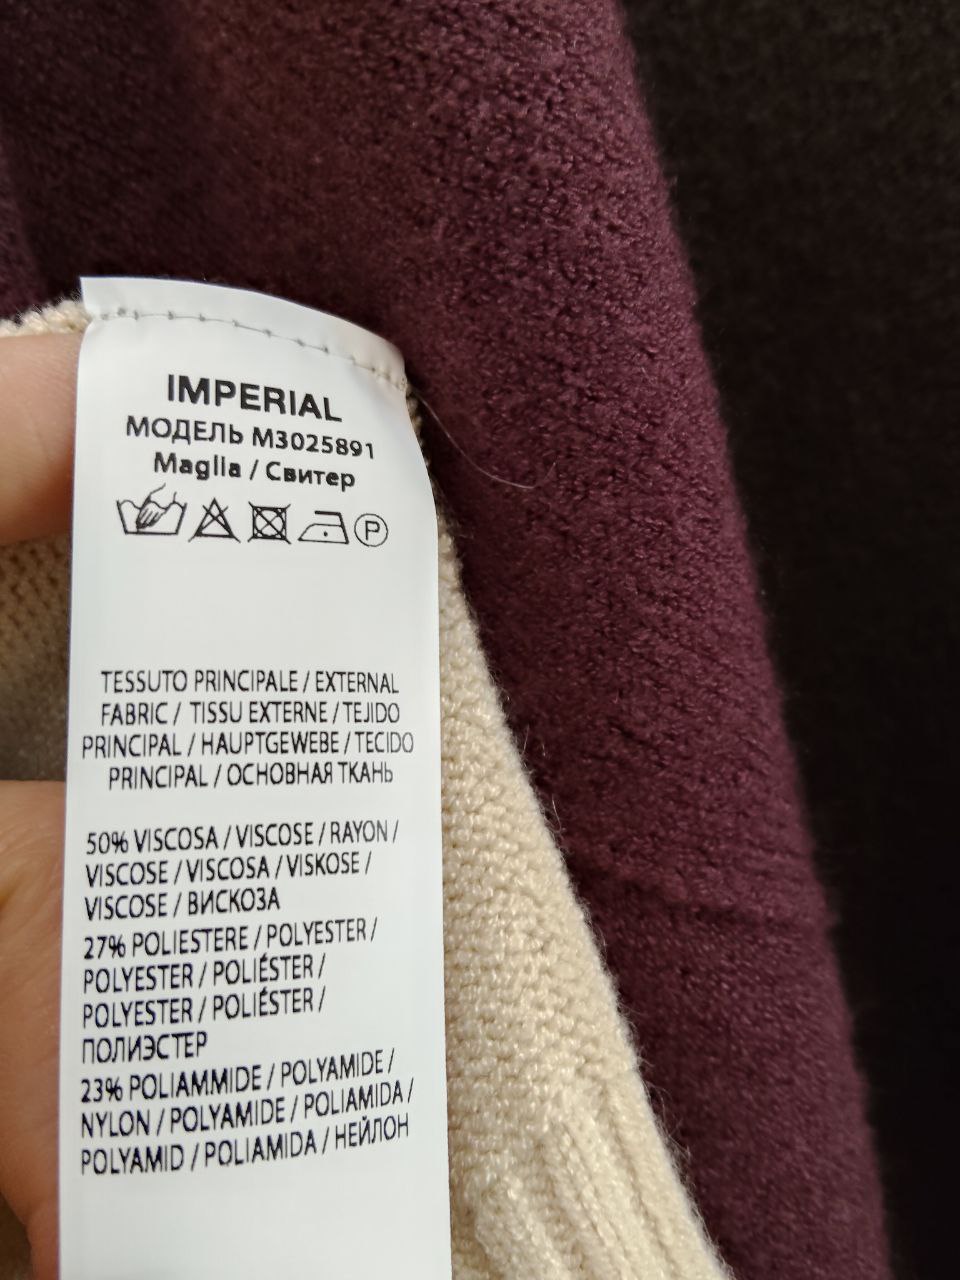 IMPERIAL
МОДЕЛЬ M3025891
Maglia / Свитер
P
TESSUTO PRINCIPALE / EXTERNAL
FABRIC / TISSU EXTERNE / TEJIDO
PRINCIPAL / HAUPTGEWEBE / TECIDO
PRINCIPAL / ОСНОВНАЯ ТКАНЬ
50% VISCOSA / VISCOSE / RAYON /
VISCOSE / VISCOSA / VISKOSE /
VISCOSE / ВИСКОЗА
27% POLIESTERE / POLYESTER /
POLYESTER / POLIÉSTER /
POLYESTER / POLIÉSTER /
ПОЛИЭСТЕР
23% POLIAMMIDE / POLYAMIDE /
NYLON / POLYAMIDE / POLIAMIDA /
POLYAMID / POLIAMIDA / НЕЙЛОН